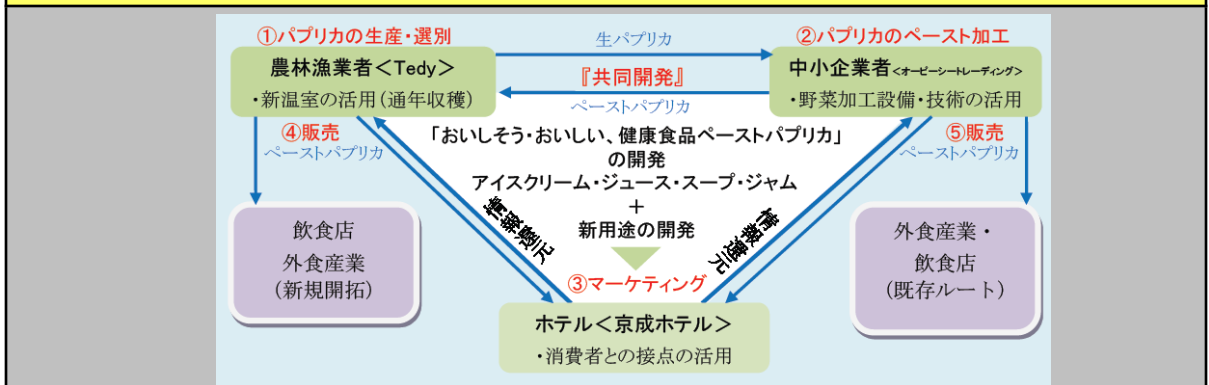 ①パプリカの生産・選別
農林漁業者＜Tedy＞
・新温室の活用（通年収穫）
生パプリカ
『共同開発』
ペーストパプリカ
②パプリカのペースト加工
中小企業者＜オーピーシートレーディング＞
・野菜加工設備・技術の活用
④販売
ペーストパプリカ
「おいしそう・おいしい、健康食品ペーストパプリカ」
の開発
アイスクリーム・ジュース・スープ・ジャム
＋
新用途の開発
⑤販売
ペーストパプリカ
情報還元
情報還元
飲食店
外食産業
（新規開拓）
外食産業・
飲食店
（既存ルート）
③マーケティング
ホテル＜京成ホテル＞
・消費者との接点の活用